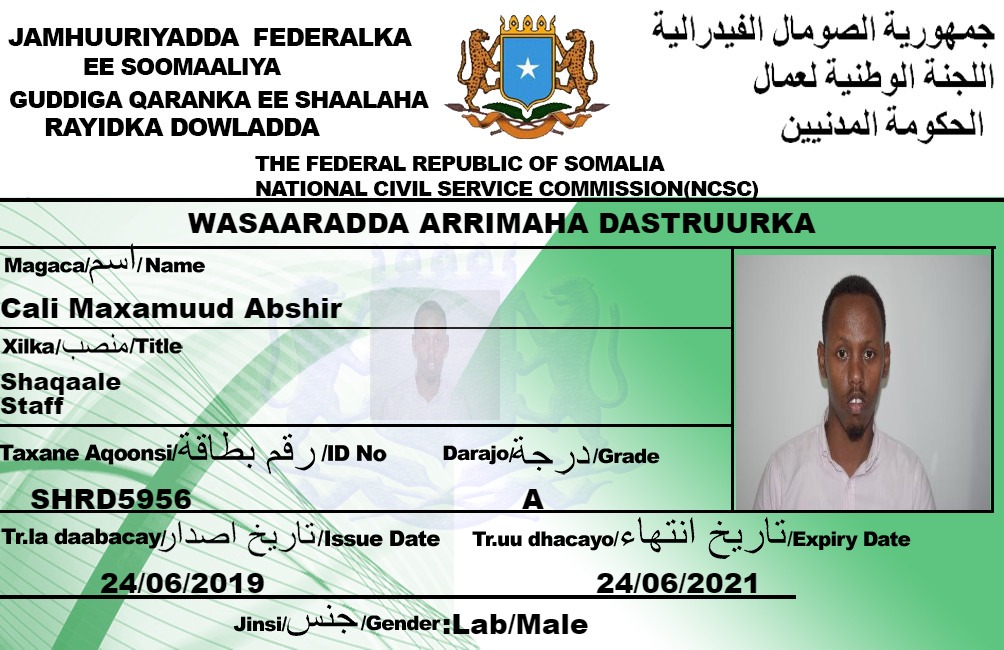 JAMHUURIYADDA FEDERALKA
EE SOOMAALIYA
GUDDIGA QARANKA EE SHAALAHA
RAYIDKA DOWLADDA
جمهورية الصومال الفيدرالية
اللجنة الوطنية لعمال
الحكومة المدنيين
THE FEDERAL REPUBLIC OF SOMALIA
NATIONAL CIVIL SERVICE COMMISSION(NCSC)
WASAARADDA ARRIMAHA DASTRUURKA
Magaca/اسم/Name
Cali Maxamuud Abshir
Xilka/منصب/Title
Shaqaale
Staff
Taxane Aqoonsi/رقم بطاقة/ID No
Darajo/درجة/Grade
SHRD5956
A
Tr.la daabacay/تاريخ اصدار/Issue Date
Tr.uu dhacayo/تاريخ انتهاء/Expiry Date
24/06/2019
24/06/2021
Jinsi/جنس/Gender:Lab/Male